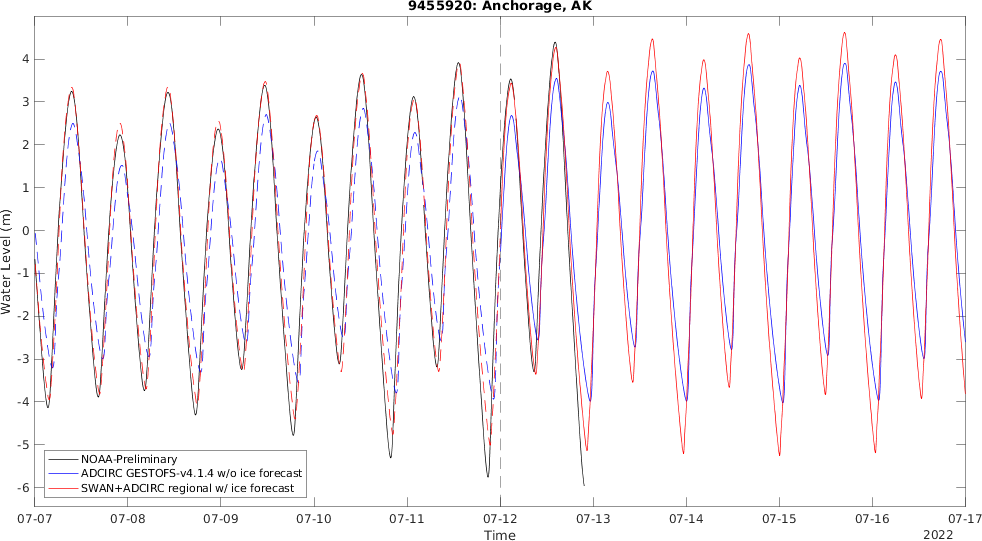 9455920: Anchorage, AK
Water Level (m)
4
3
2
1
0
-1
-2
-3
-4
-5
-6
NOAA-Preliminary
ADCIRC GESTOFS-v4.1.4 w/o ice forecast
SWAN+ADCIRC regional w/ ice forecast
07-07 07-08 07-09 07-10 07-11 07-12 07-13 07-14 07-15 07-16 07-17
Time
2022